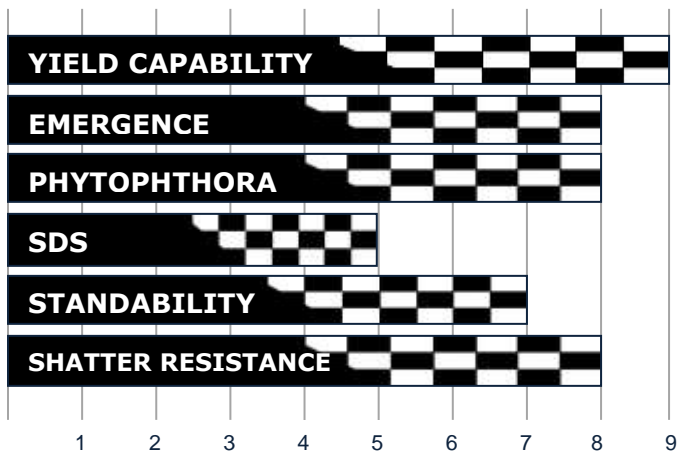 YIELD CAPABILITY
EMERGENCE
PHYTOPHTHORA
SDS
STANDABILITY
SHATTER RESISTANCE
1 2 3 4 5 6 7 8 9